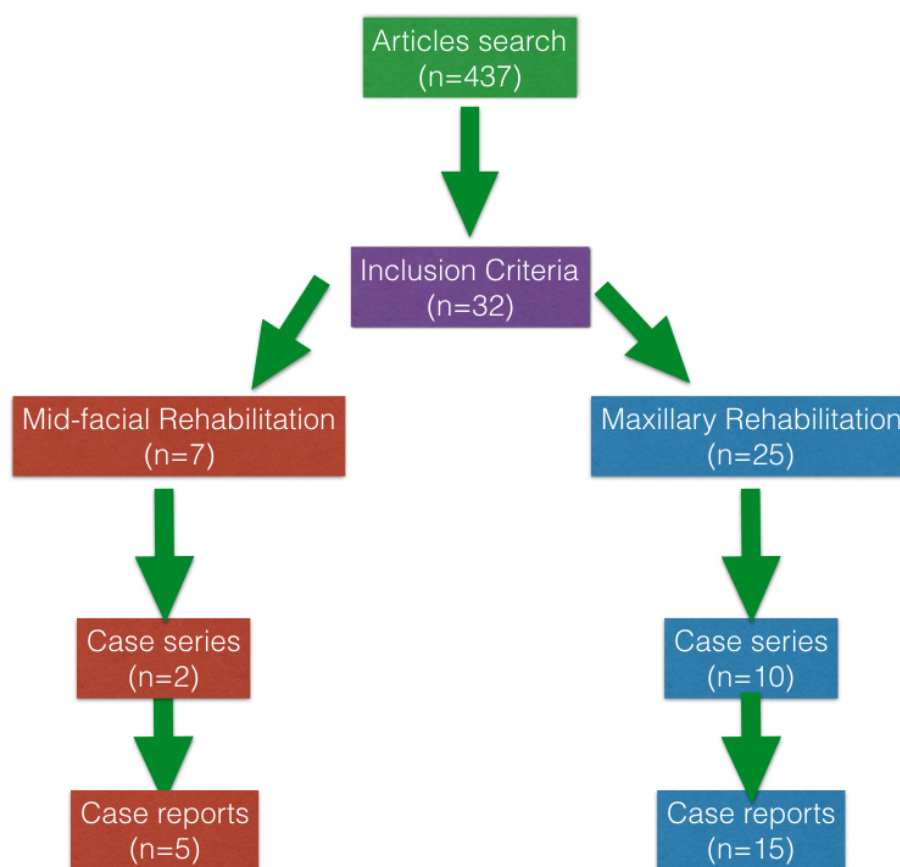 Articles search
(n=437)
Inclusion Criteria
(n=32)
Mid-facial Rehabilitation
(n=7)
Maxillary Rehabilitation
(n=25)
Case series
(n=2)
Case series
(n=10)
Case reports
(n=5)
Case reports
(n=15)